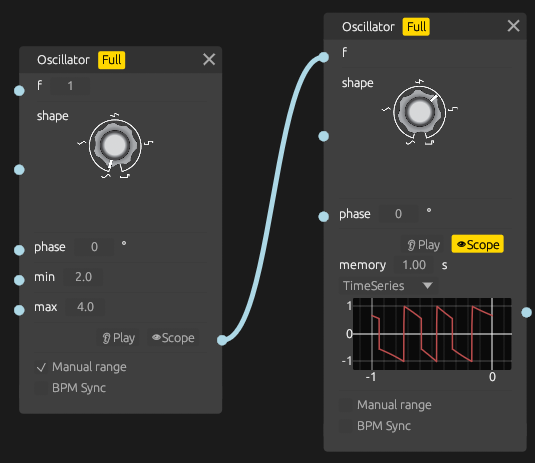 Oscillator Full
f 1
shape
phase 0 °
min 2.0
max 4.0
Play Scope
Manual range
BPM Sync
Oscillator Full
f
shape
phase 0 °
Play Scope
memory 1.00 s
TimeSeries
1
0
-1
-1 0
Manual range
BPM Sync